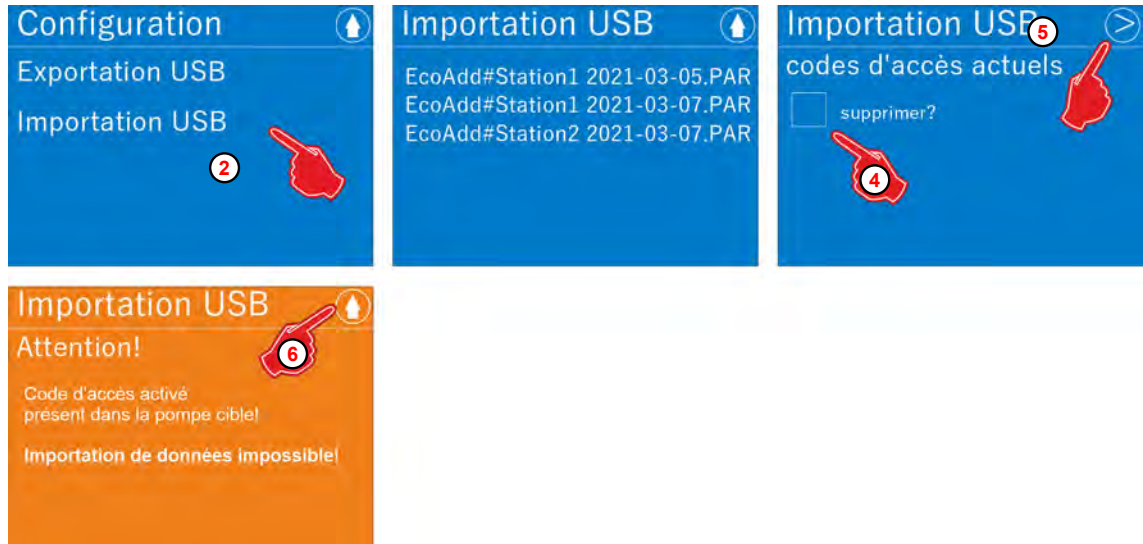 Configuration
Exportation USB
Importation USB
2
Importation USB
EcoAdd#Station1 2021-03-05.PAR
EcoAdd#Station1 2021-03-07.PAR
EcoAdd#Station2 2021-03-07.PAR
Importation USB
5
codes d'accès actuels
supprimer?
4
Importation USB
Attention!
6
Code d'accès activé
présent dans la pompe cible!
Importation de données impossible!